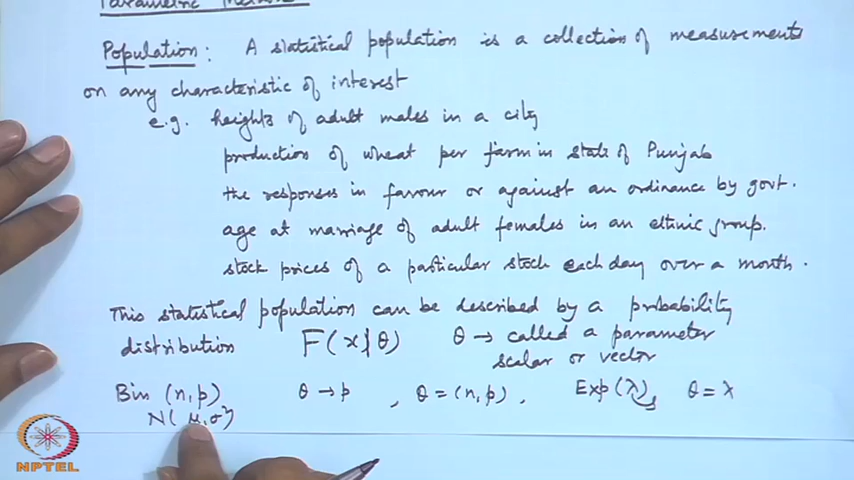 Parametric Methods
Population : A statistical population is a collection of measurements
on any characteristic of interest
e.g. heights of adult males in a city
production of wheat per farm in state of Punjab
the responses in favour or against an ordinance by govt.
age at marriage of adult females in an ethnic group.
stock prices of a particular stock each day over a month.
This statistical population can be described by a probability
distribution F(x|θ) θ → called a parameter
scalar or vector
Bin (n,p) θ → p , θ = (n,p) , Exp(λ), θ = λ
N(μ,σ²)
NPTEL